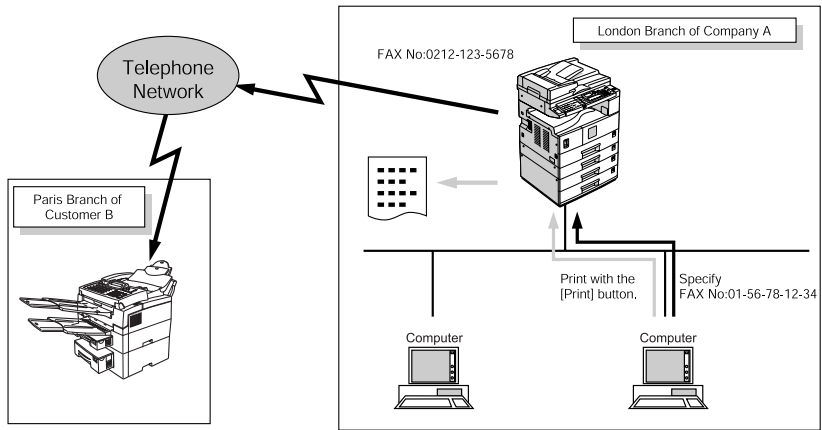 London Branch of Company A
FAX No:0212-123-5678
Telephone
Network
Paris Branch of
Customer B
Print with the
[Print] button.
Specify
FAX No:01-56-78-12-34
Computer
Computer